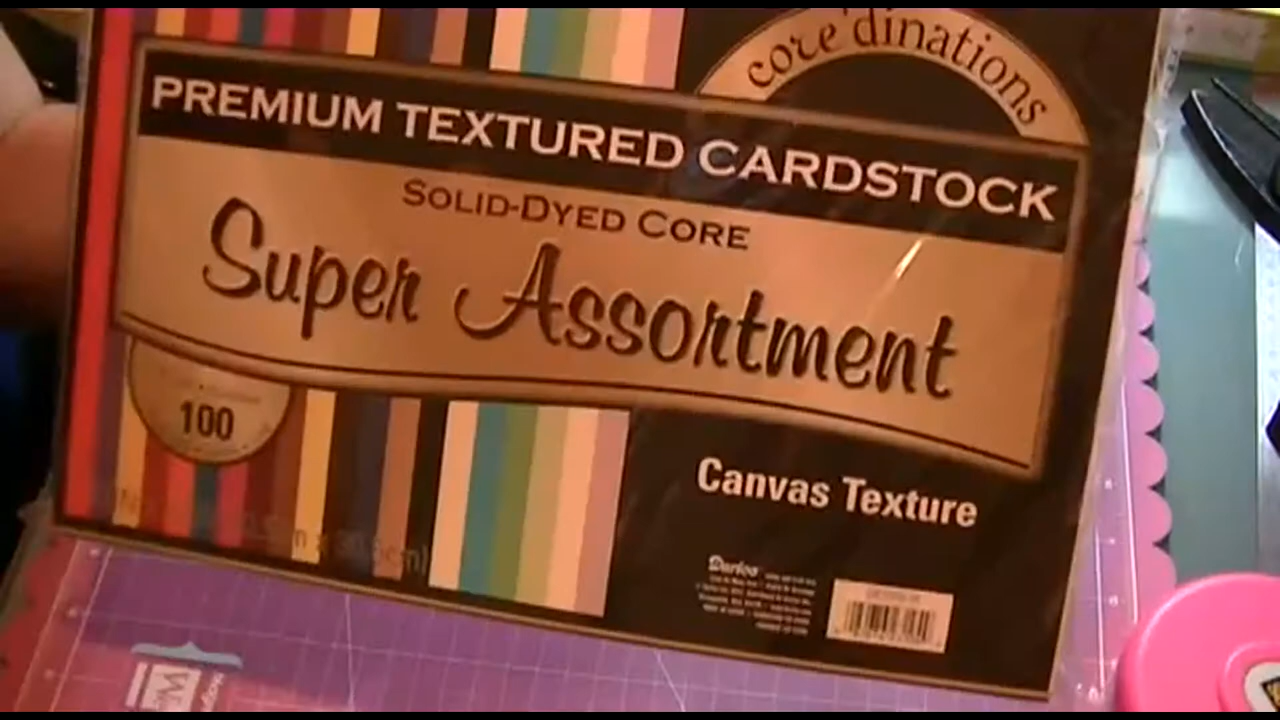 core'dinations
PREMIUM TEXTURED CARDSTOCK
SOLID-DYED CORE
Super Assortment
100
Canvas Texture
Darice